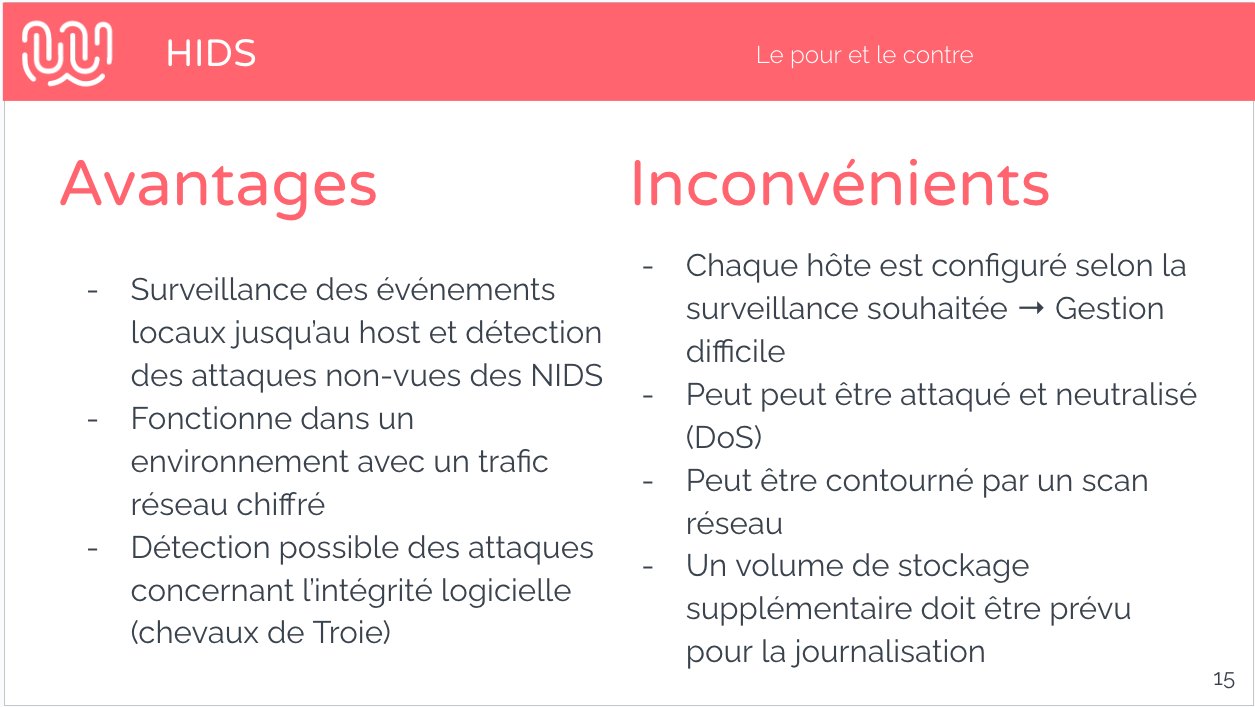 HIDS
Le pour et le contre
Avantages
- Surveillance des événements
locaux jusqu’au host et détection
des attaques non-vues des NIDS
- Fonctionne dans un
environnement avec un trafic
réseau chiffré
- Détection possible des attaques
concernant l’intégrité logicielle
(chevaux de Troie)
Inconvénients
- Chaque hôte est configuré selon la
surveillance souhaitée → Gestion
difficile
- Peut peut être attaqué et neutralisé
(DoS)
- Peut être contourné par un scan
réseau
- Un volume de stockage
supplémentaire doit être prévu
pour la journalisation
15